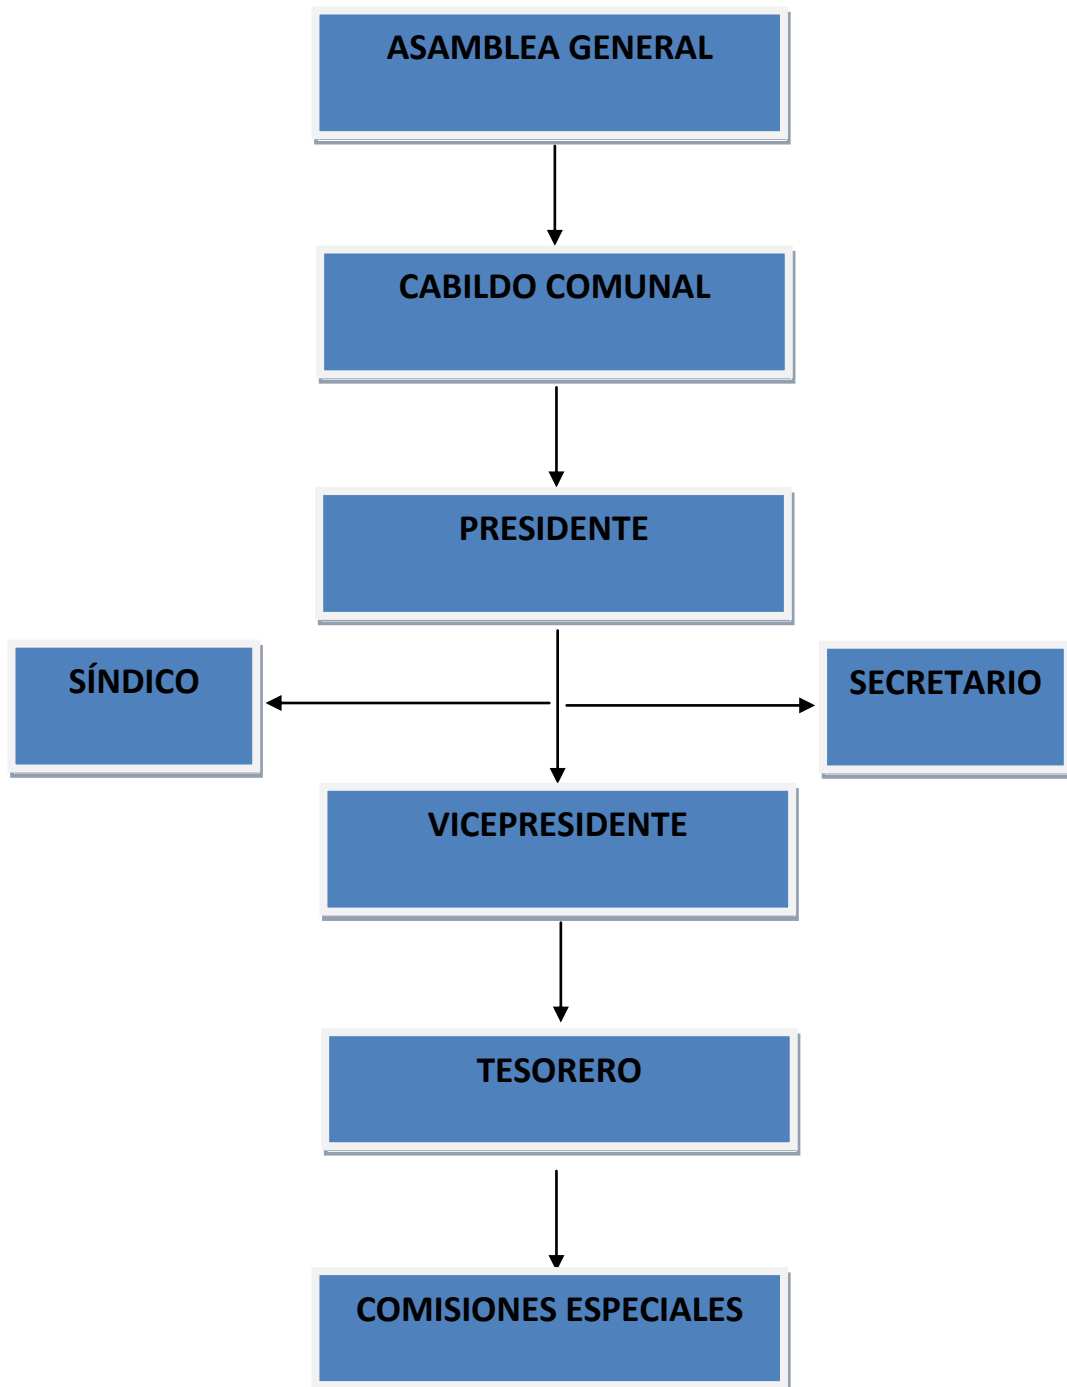 ASAMBLEA GENERAL
CABILDO COMUNAL
PRESIDENTE
SÍNDICO
SECRETARIO
VICEPRESIDENTE
TESORERO
COMISIONES ESPECIALES